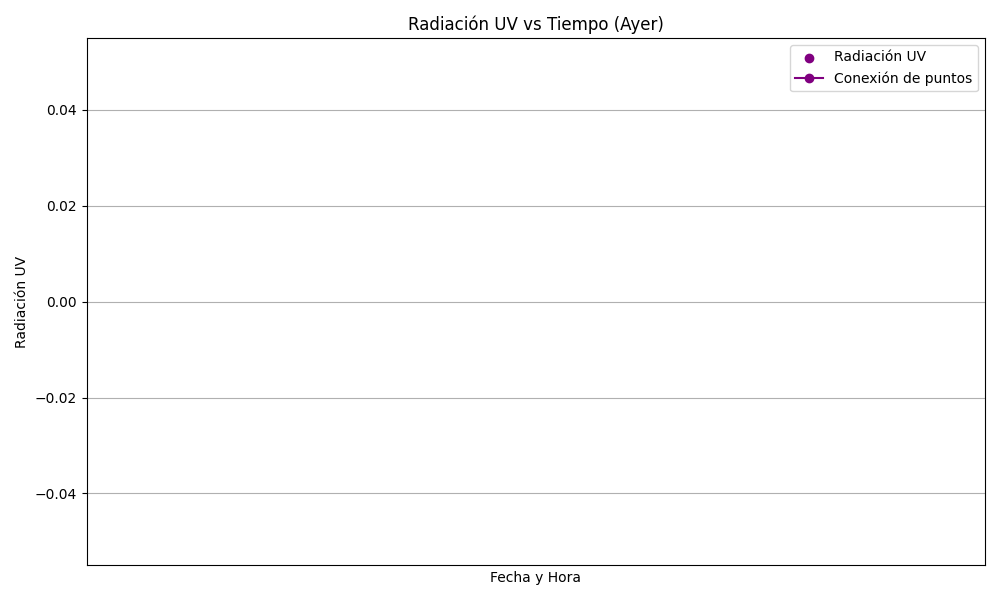 Radiación UV vs Tiempo (Ayer)
Radiación UV
Conexión de puntos
0.04
0.02
0.00
−0.02
−0.04
Radiación UV
Fecha y Hora